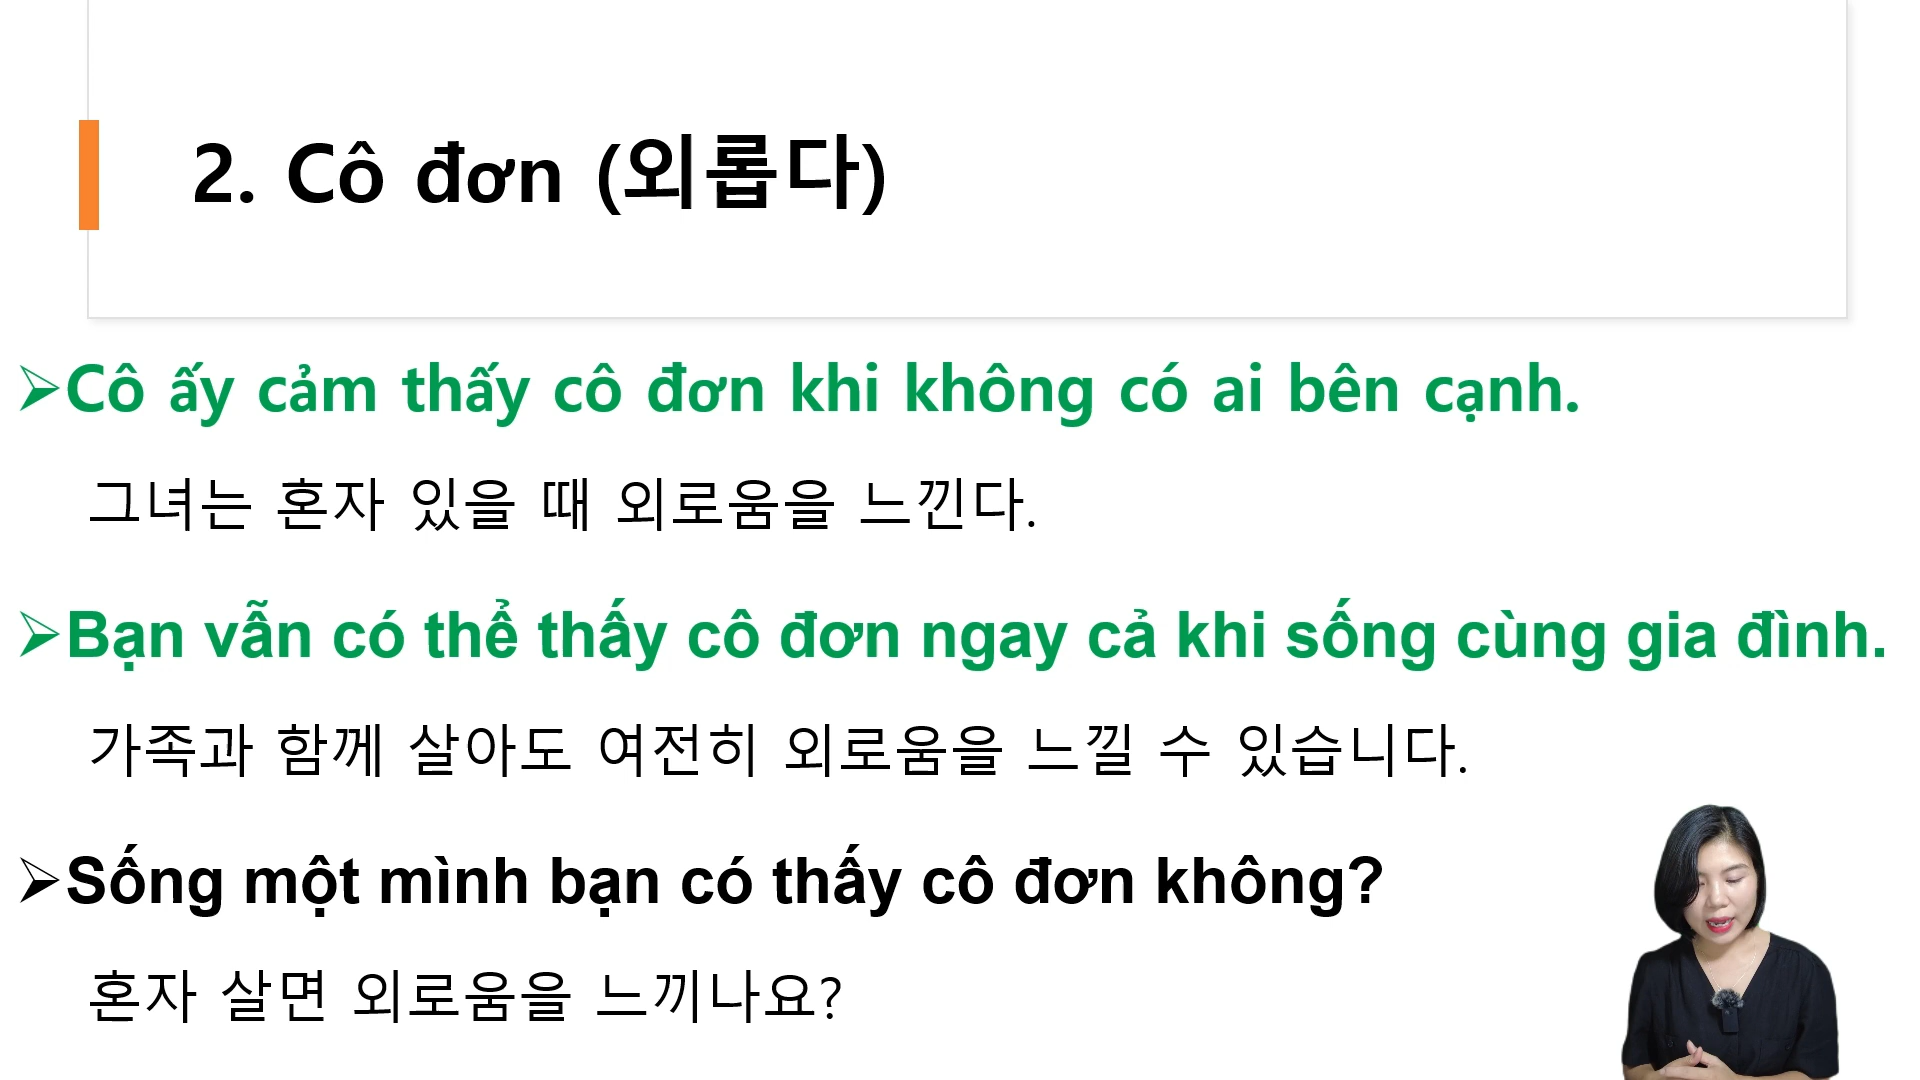 2. Cô đơn (외롭다)
➢Cô ấy cảm thấy cô đơn khi không có ai bên cạnh.
그녀는 혼자 있을 때 외로움을 느낀다.
➢Bạn vẫn có thể thấy cô đơn ngay cả khi sống cùng gia đình.
가족과 함께 살아도 여전히 외로움을 느낄 수 있습니다.
➢Sống một mình bạn có thấy cô đơn không?
혼자 살면 외로움을 느끼나요?